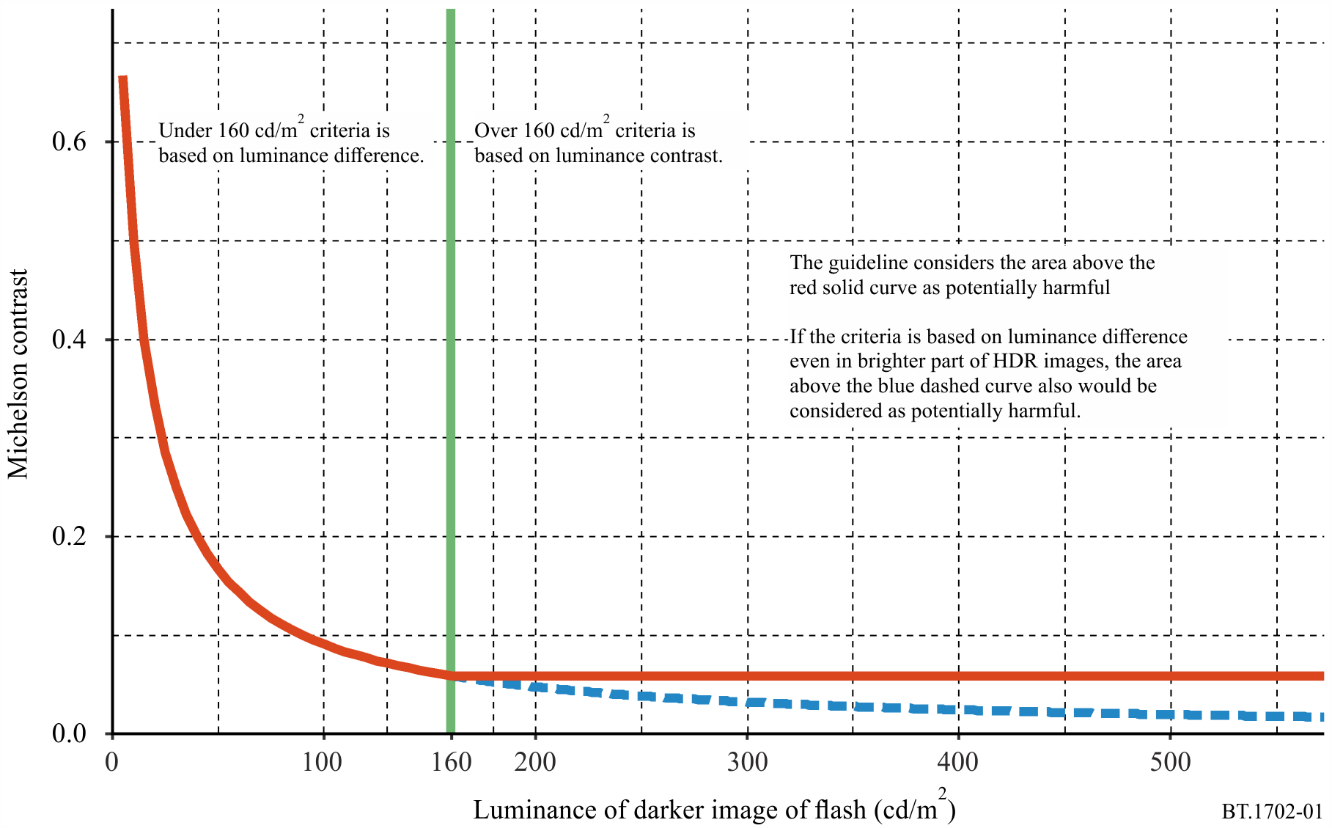 Under 160 cd/m2 criteria is
based on luminance difference.
Over 160 cd/m2 criteria is
based on luminance contrast.
The guideline considers the area above the
red solid curve as potentially harmful
If the criteria is based on luminance difference
even in brighter part of HDR images, the area
above the blue dashed curve also would be
considered as potentially harmful.
Michelson contrast
0.6
0.4
0.2
0.0
0 100 160 200 300 400 500
Luminance of darker image of flash (cd/m2)
BT.1702-01